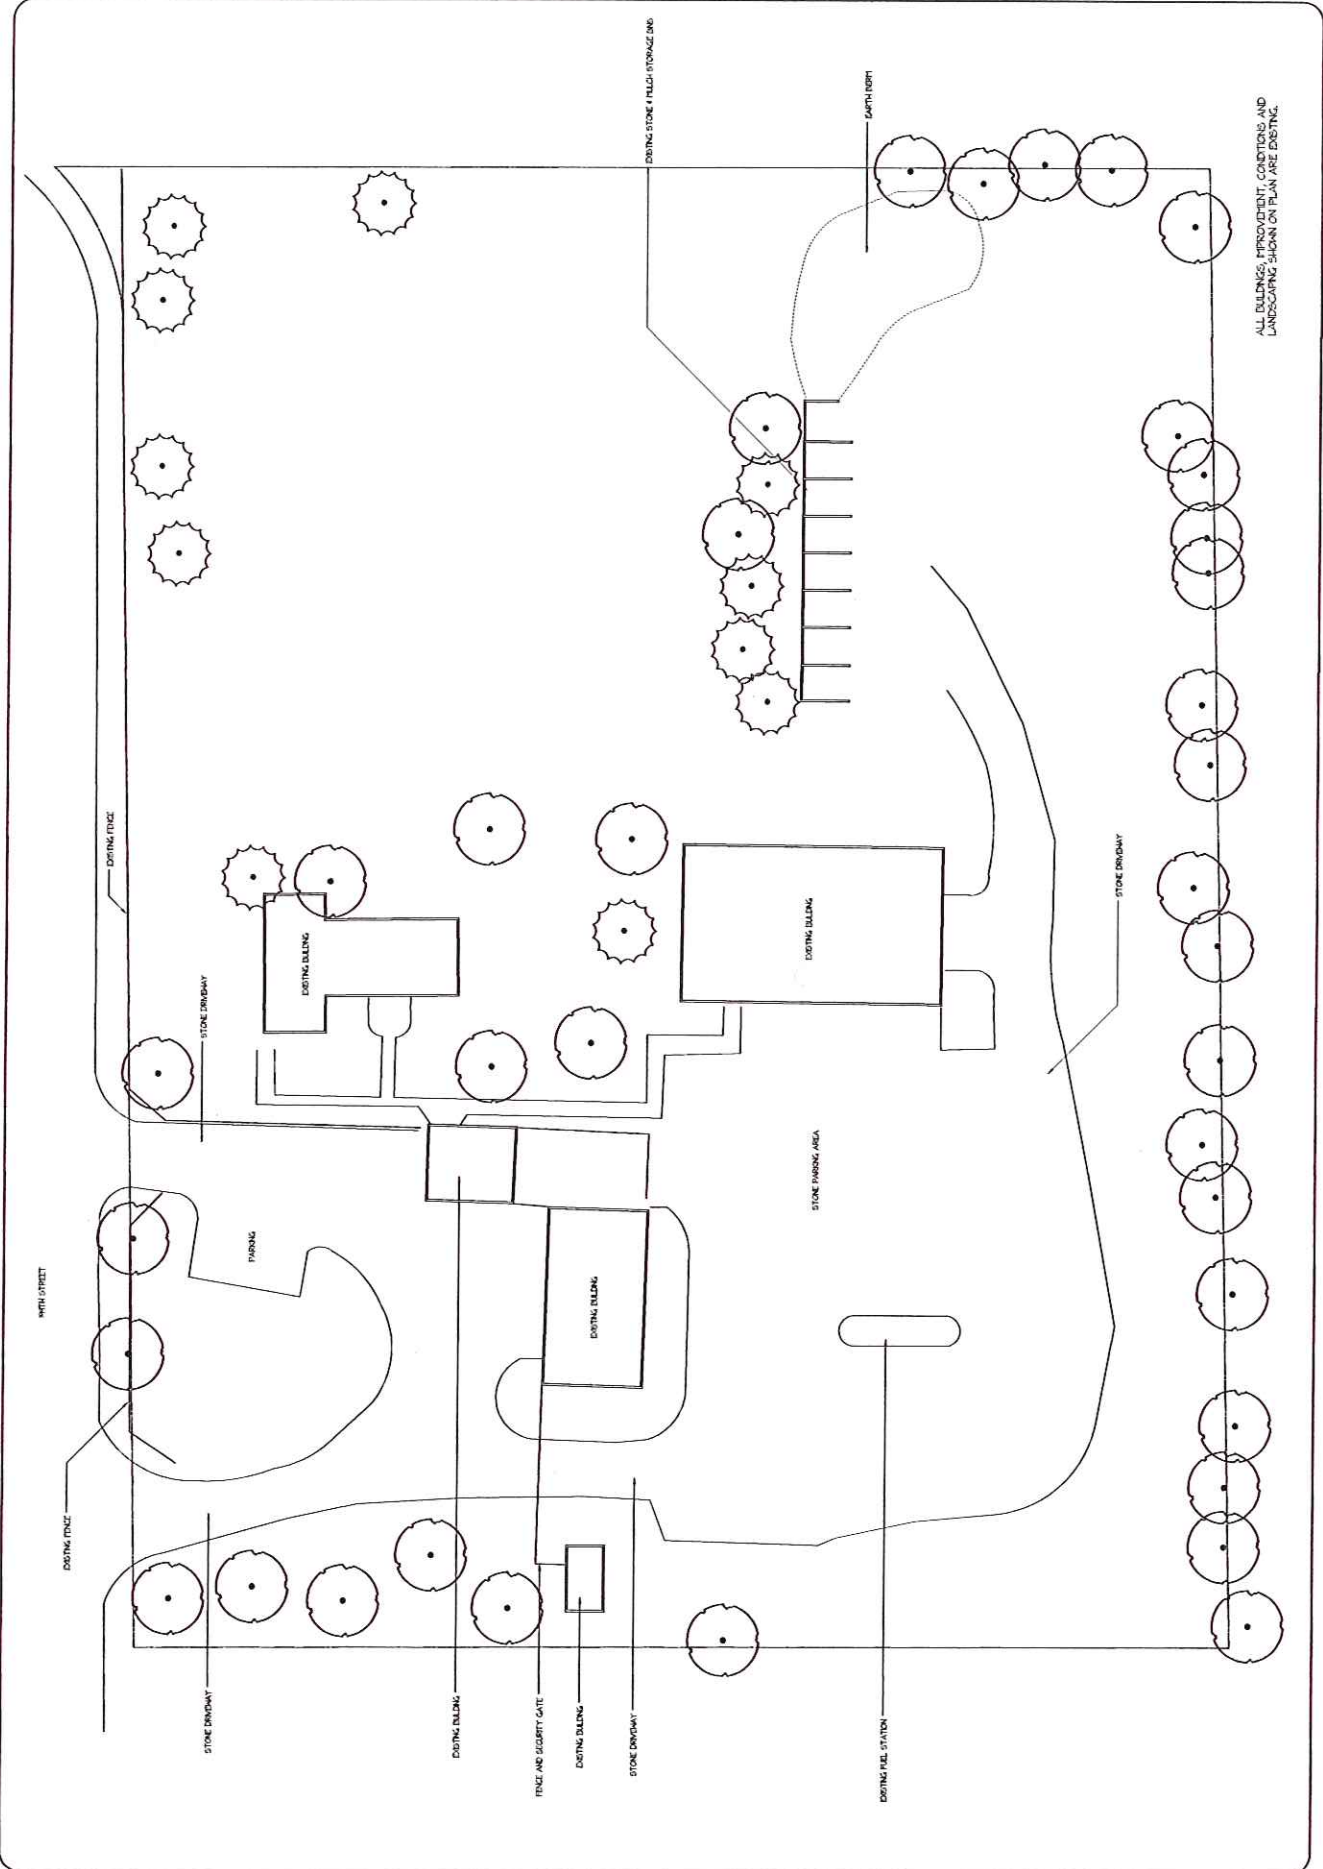 EXISTING STONE & MULCH STORAGE BINS
EARTH BERM
ALL BUILDINGS, IMPROVEMENT, CONDITIONS AND
LANDSCAPING SHOWN ON PLAN ARE EXISTING.
EXISTING FENCE
STONE DRIVEWAY
EXISTING BUILDING
EXISTING BUILDING
STONE DRIVEWAY
STONE PARKING AREA
PARKING
EXISTING BUILDING
STREET
EXISTING FENCE
STONE DRIVEWAY
EXISTING BUILDING
FENCE AND SECURITY GATE
EXISTING BUILDING
STONE DRIVEWAY
EXISTING FUEL STATION